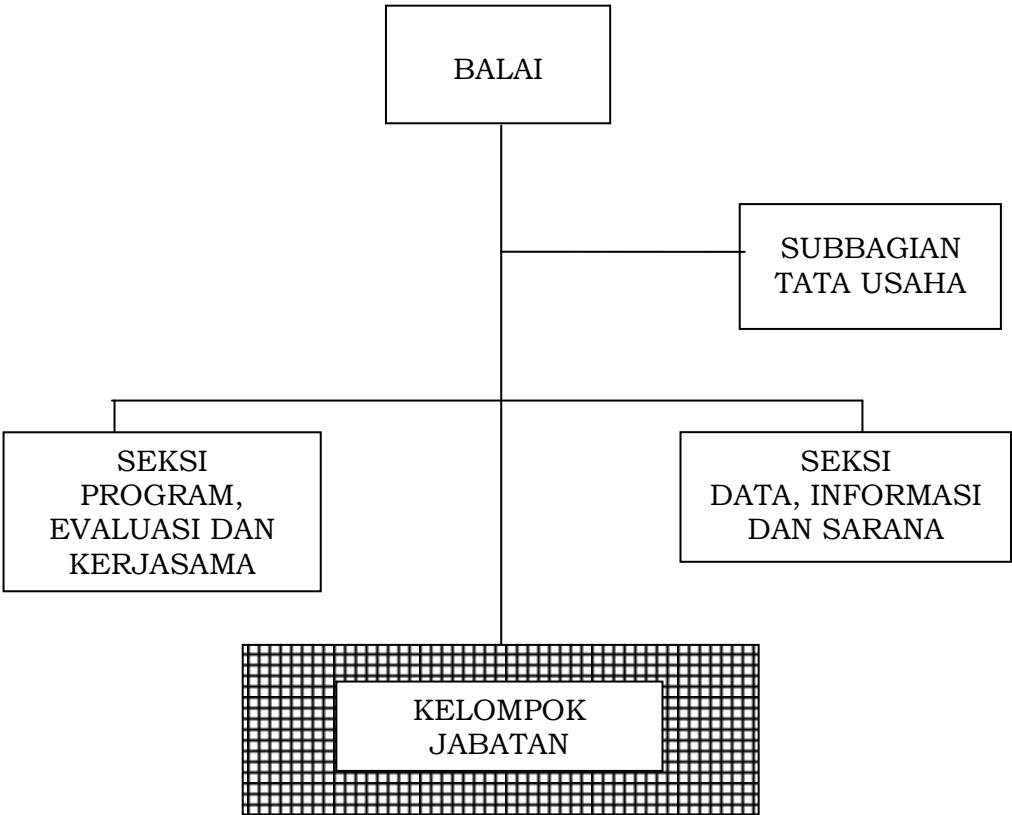 BALAI
SUBBAGIAN
TATA USAHA
SEKSI
PROGRAM,
EVALUASI DAN
KERJASAMA
SEKSI
DATA, INFORMASI
DAN SARANA
KELOMPOK
JABATAN